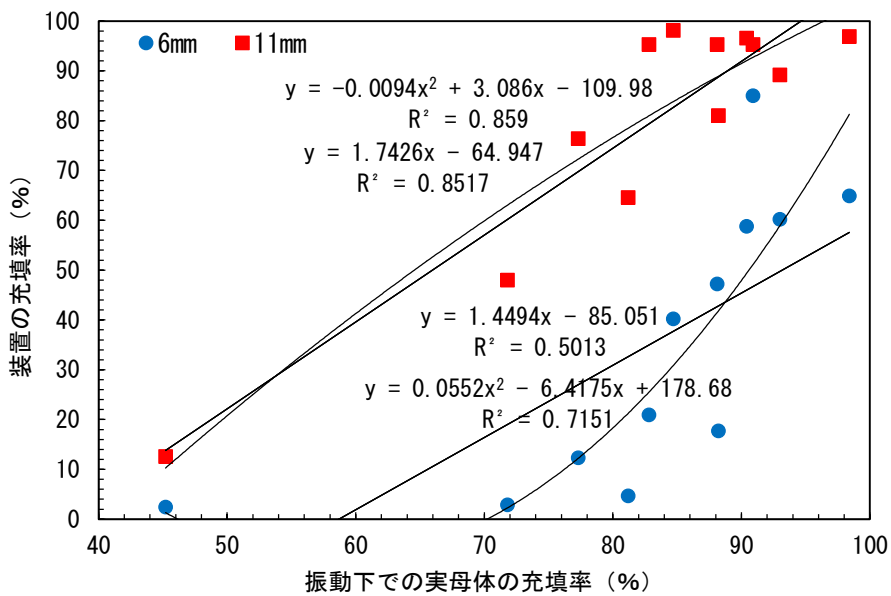 100
90
80
70
60
50
40
30
20
10
0
装置の充填率（%）
6mm 11mm
y = -0.0094x² + 3.086x - 109.98
R² = 0.859
y = 1.7426x - 64.947
R² = 0.8517
y = 1.4494x - 85.051
R² = 0.5013
y = 0.0552x² - 6.4175x + 178.68
R² = 0.7151
40 50 60 70 80 90 100
振動下での実母体の充填率（%）